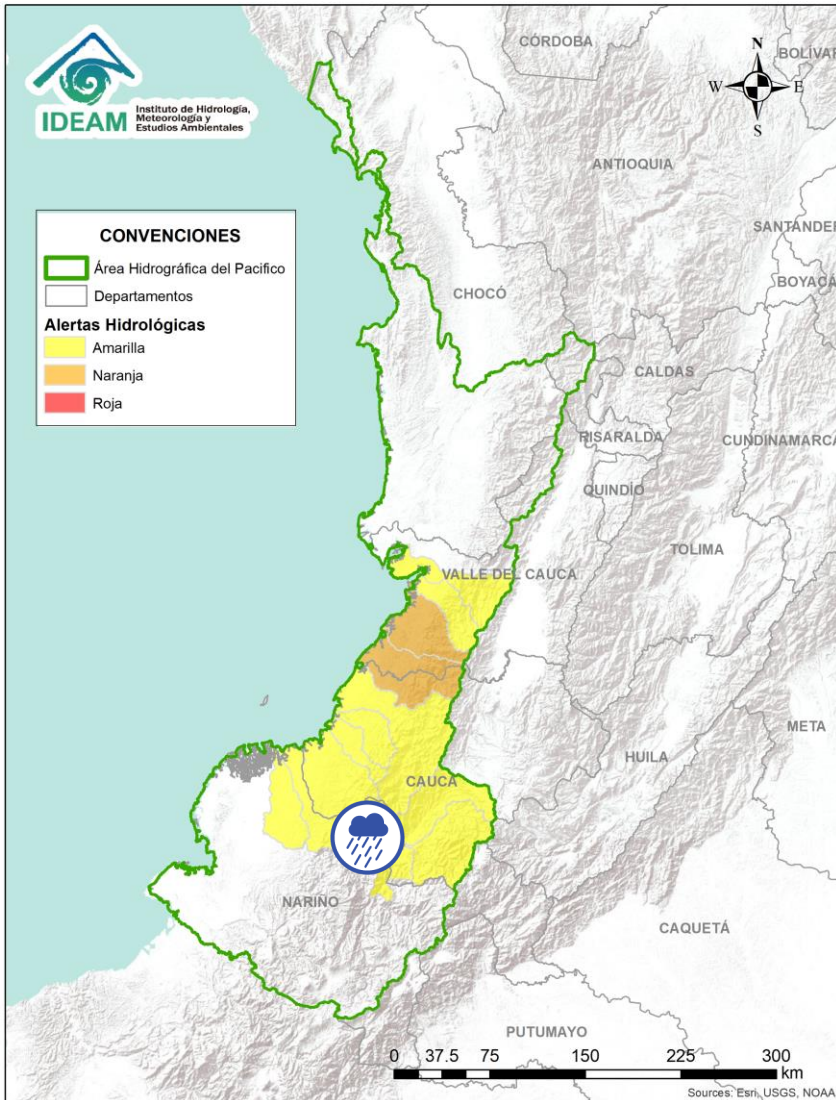 IDEAM
Instituto de Hidrología,
Meteorología y
Estudios Ambientales
CÓRDOBA
BOLÍVAR
N
W
E
S
ANTIOQUIA
SANTANDER
BOYACÁ
CONVENCIONES
Área Hidrográfica del Pacifico
Departamentos
Alertas Hidrológicas
Amarilla
Naranja
Roja
CHOCÓ
CALDAS
RISARALDA
CUNDINAMARCA
QUINDÍO
TOLIMA
VALLE DEL CAUCA
META
HUILA
CAUCA
NARIÑO
CAQUETÁ
PUTUMAYO
0 37.5 75 150 225 300
km
Sources: Esri, USGS, NOAA